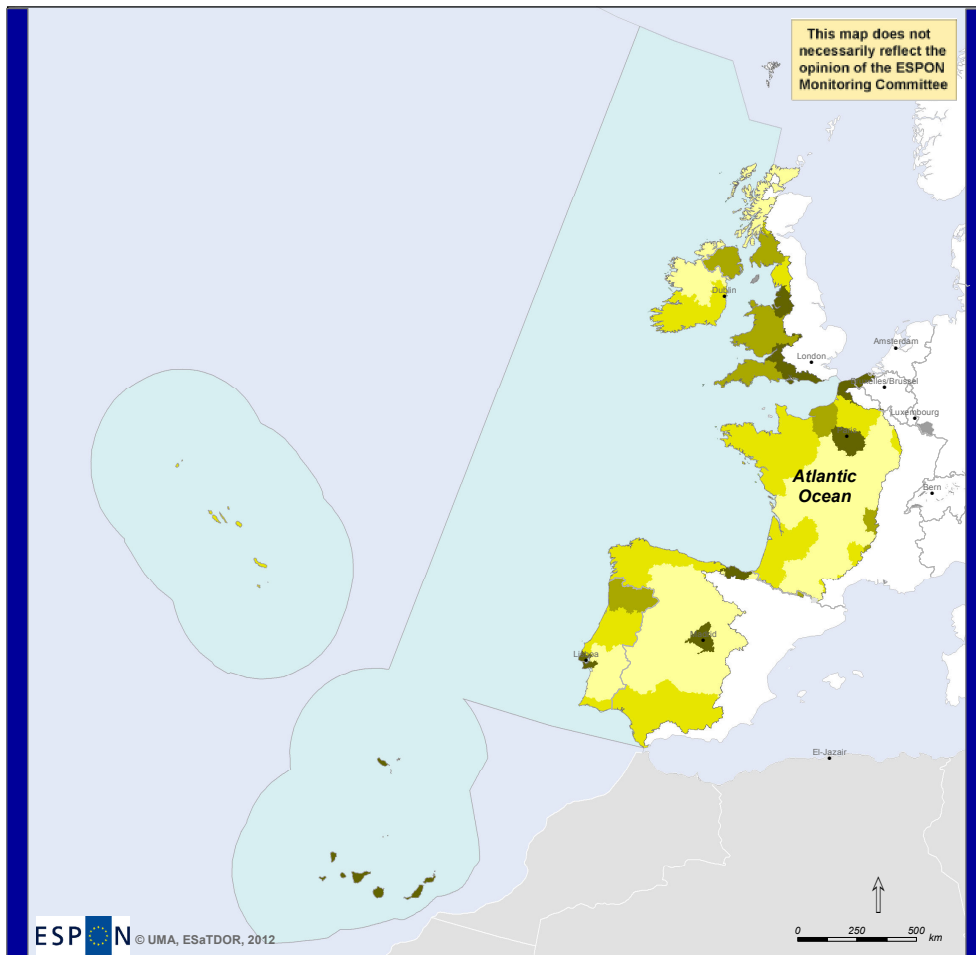 This map does not
necessarily reflect the
opinion of the ESPON
Monitoring Committee
Dublin
London
Amsterdam
Luxembourg
Bern
Atlantic
Ocean
El-Jazair
ESPON © UMA, ESaTDOR, 2012
0 250 500 km